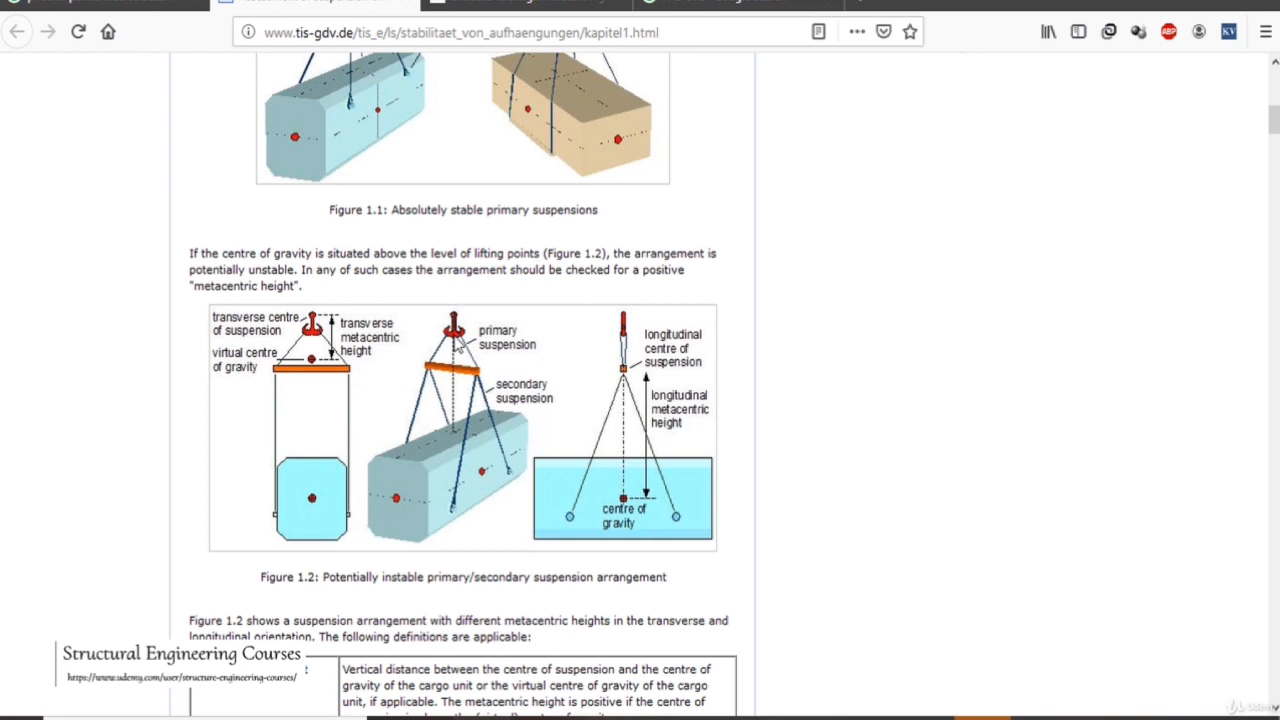 www.tis-gdv.de/tis_e/ls/stabilitaet_von_aufhaengungen/kapitel1.html
ABP
KV
Figure 1.1: Absolutely stable primary suspensions
If the centre of gravity is situated above the level of lifting points (Figure 1.2), the arrangement is
potentially unstable. In any of such cases the arrangement should be checked for a positive
"metacentric height".
transverse centre
of suspension
transverse
metacentric
height
virtual centre
of gravity
primary
suspension
secondary
suspension
longitudinal
centre of
suspension
longitudinal
metacentric
height
centre of
gravity
Figure 1.2: Potentially instable primary/secondary suspension arrangement
Figure 1.2 shows a suspension arrangement with different metacentric heights in the transverse and
longitudinal orientation. The following definitions are applicable:
Structural Engineering Courses
https://www.udemy.com/user/structure-engineering-courses/
t
Vertical distance between the centre of suspension and the centre of
gravity of the cargo unit or the virtual centre of gravity of the cargo
unit, if applicable. The metacentric height is positive if the centre of
Udemy